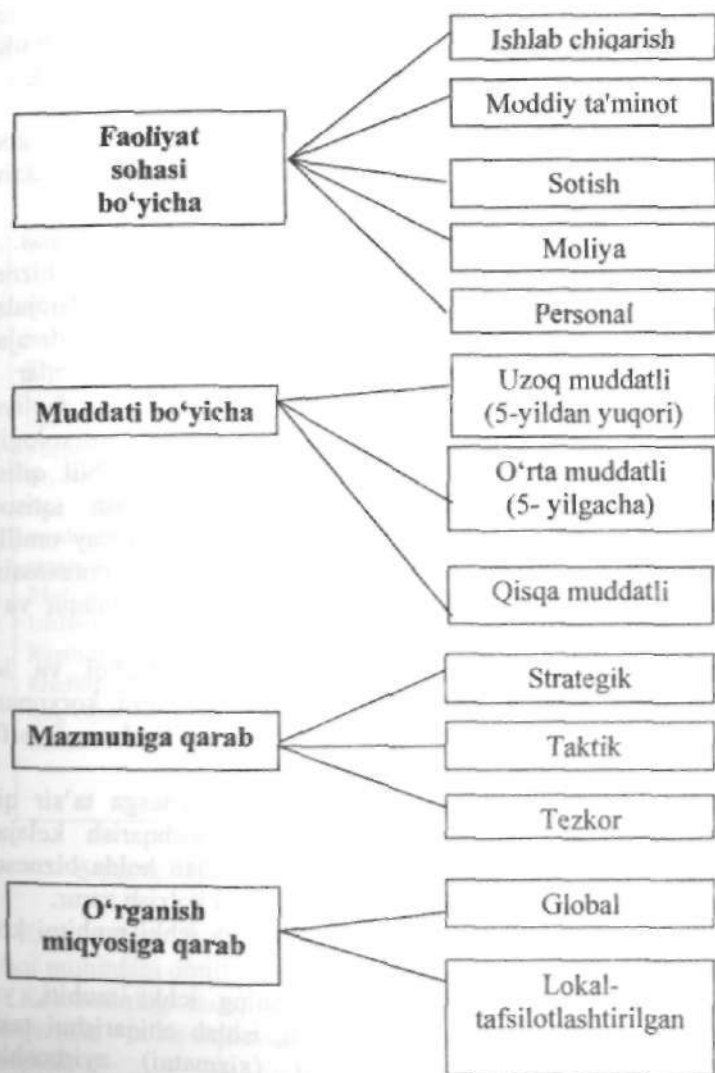 Faoliyat
sohasi
bo‘yicha
Ishlab chiqarish
Moddiy ta'minot
Sotish
Moliya
Personal
Muddati bo‘yicha
Uzoq muddatli
(5-yildan yuqori)
O‘rta muddatli
(5- yilgacha)
Qisqa muddatli
Mazmuniga qarab
Strategik
Taktik
Tezkor
O‘rganish
miqyosiga qarab
Global
Lokal-
tafsilotlashtirilgan